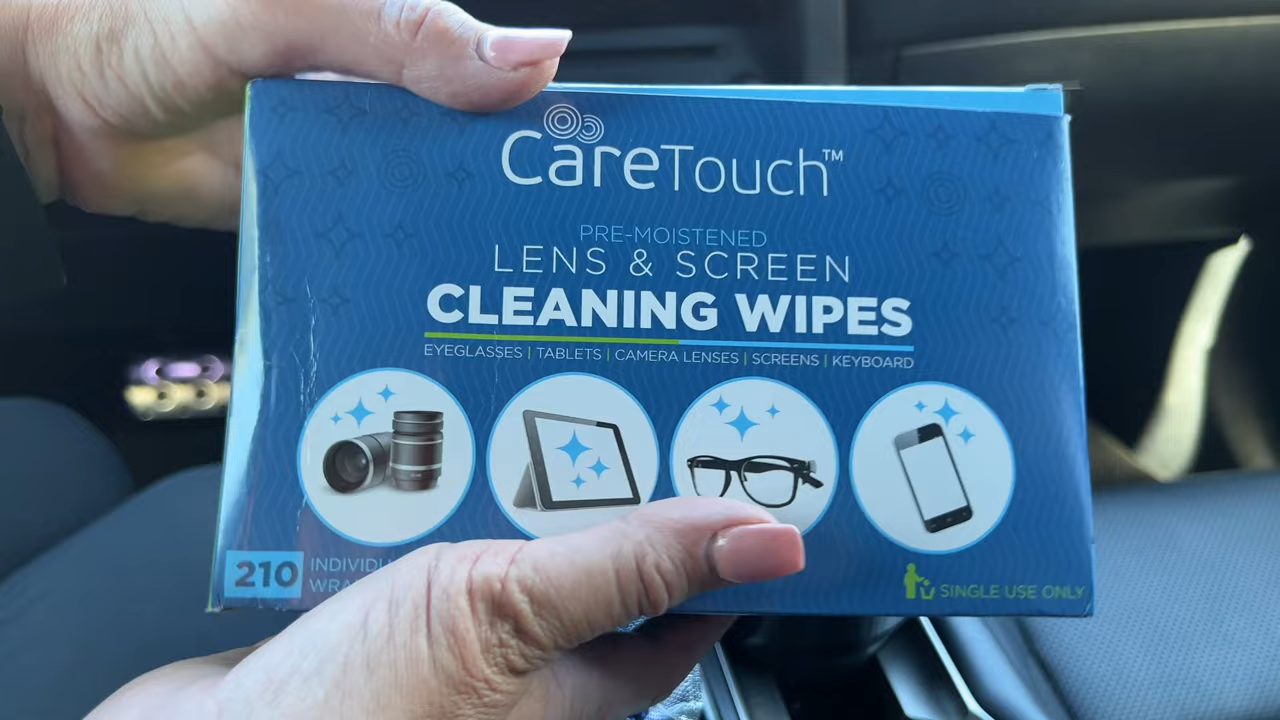 CareTouch™
PRE-MOISTENED
LENS & SCREEN
CLEANING WIPES
EYEGLASSES | TABLETS | CAMERA LENSES | SCREENS | KEYBOARD
210
SINGLE USE ONLY